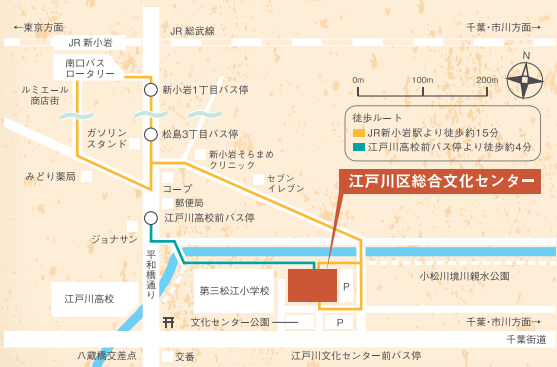 ←東京方面
JR 総武線
千葉・市川方面→
JR 新小岩
南口バス
ロータリー
ルミエール
商店街
新小岩1丁目バス停
0m
100m
200m
N
ガソリン
スタンド
松島3丁目バス停
徒歩ルート
JR新小岩駅より徒歩約15分
江戸川高校前バス停より徒歩約4分
新小岩そらまめ
クリニック
みどり薬局
コープ
セブン
イレブン
江戸川区総合文化センター
郵便局
江戸川高校前バス停
ジョナサン
平和橋通り
小松川境川親水公園
江戸川高校
第三松江小学校
P
文化センター公園
P
千葉・市川方面→
千葉街道
八蔵橋交差点
交番
江戸川文化センター前バス停